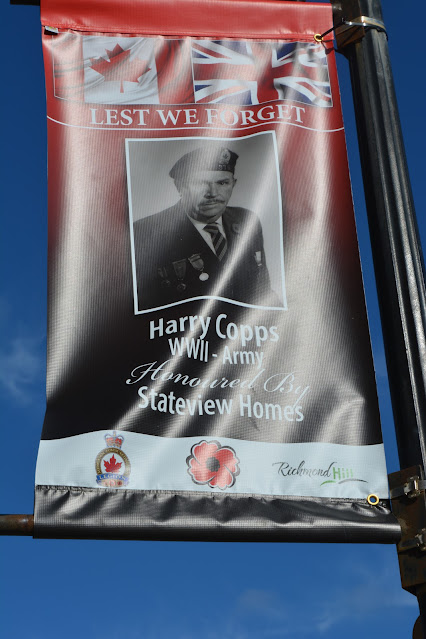 LEST WE FORGET
Harry Copps
WWII - Army
Honoured By
Stateview Homes
Richmond Hill